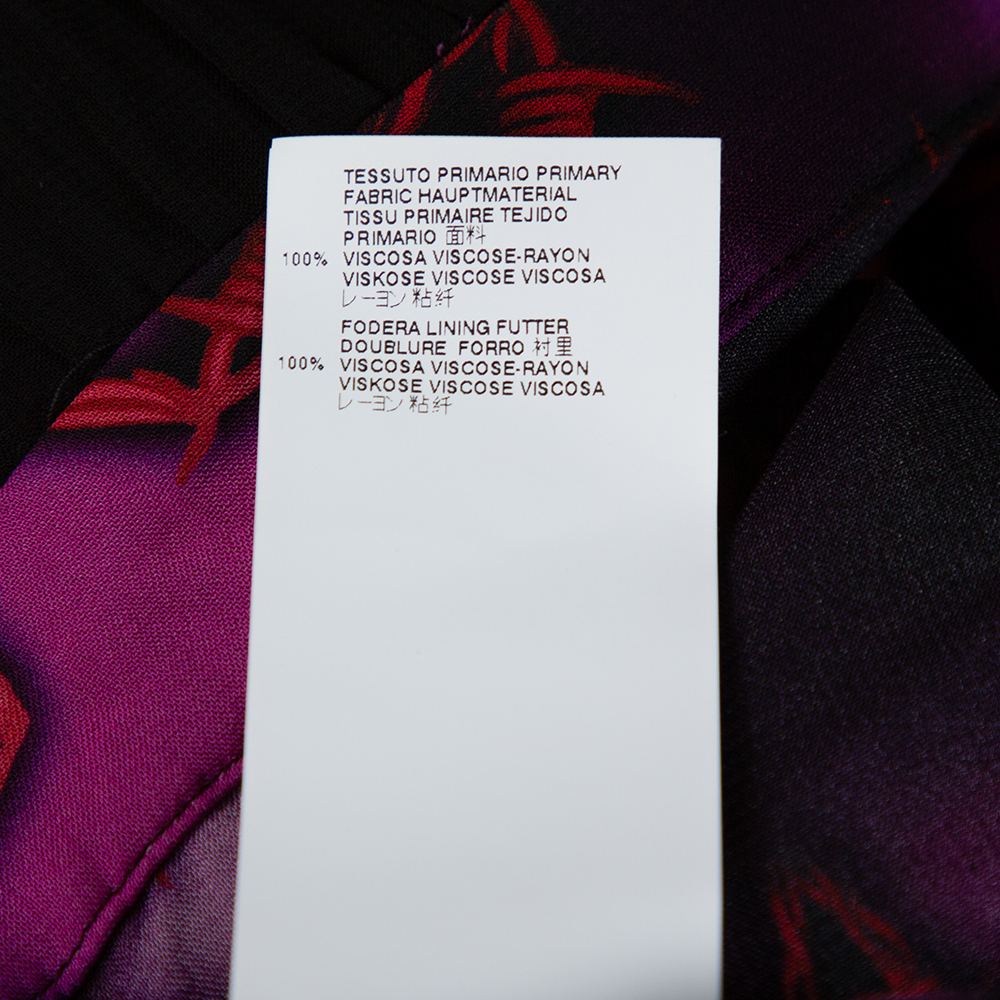 TESSUTO PRIMARIO PRIMARY
FABRIC HAUPTMATERIAL
TISSU PRIMAIRE TEJIDO
PRIMARIO 面料
100% VISCOSA VISCOSE-RAYON
VISKOSE VISCOSE VISCOSA
レーヨン 粘纤
FODERA LINING FUTTER
DOUBLURE FORRO 衬里
100% VISCOSA VISCOSE-RAYON
VISKOSE VISCOSE VISCOSA
レーヨン 粘纤